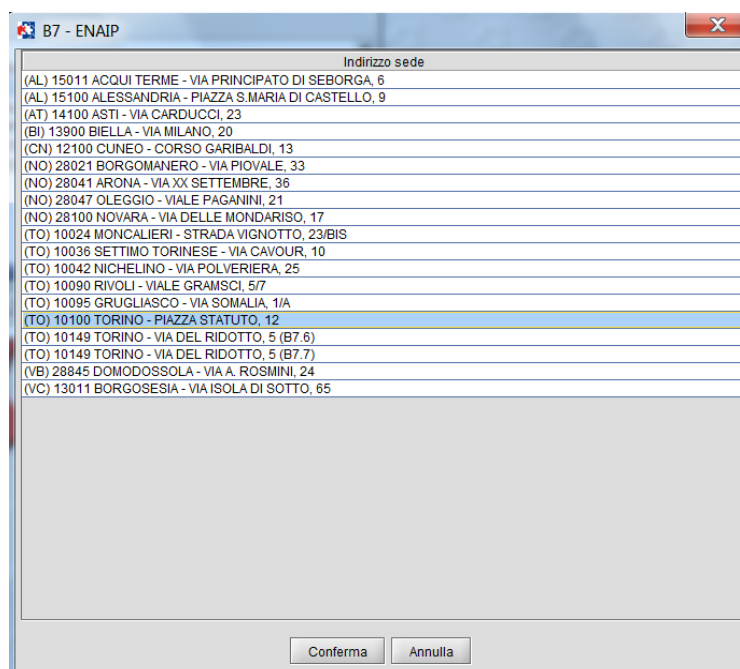 B7 - ENAIP
Indirizzo sede
(AL) 15011 ACQUI TERME - VIA PRINCIPATO DI SEBORGA, 6
(AL) 15100 ALESSANDRIA - PIAZZA S.MARIA DI CASTELLO, 9
(AT) 14100 ASTI - VIA CARDUCCI, 23
(BI) 13900 BIELLA - VIA MILANO, 20
(CN) 12100 CUNEO - CORSO GARIBALDI, 13
(NO) 28021 BORGOMANERO - VIA PIOVALE, 33
(NO) 28041 ARONA - VIA XX SETTEMBRE, 36
(NO) 28047 OLEGGIO - VIALE PAGANINI, 21
(NO) 28100 NOVARA - VIA DELLE MONDARISO, 17
(TO) 10024 MONCALIERI - STRADA VIGNOTTO, 23/BIS
(TO) 10036 SETTIMO TORINESE - VIA CAVOUR, 10
(TO) 10042 NICHELINO - VIA POLVERIERA, 25
(TO) 10090 RIVOLI - VIALE GRAMSCI, 5/7
(TO) 10095 GRUGLIASCO - VIA SOMALIA, 1/A
(TO) 10100 TORINO - PIAZZA STATUTO, 12
(TO) 10149 TORINO - VIA DEL RIDOTTO, 5 (B7.6)
(TO) 10149 TORINO - VIA DEL RIDOTTO, 5 (B7.7)
(VB) 28845 DOMODOSSOLA - VIA A. ROSMINI, 24
(VC) 13011 BORGOSESIA - VIA ISOLA DI SOTTO, 65
Conferma Annulla